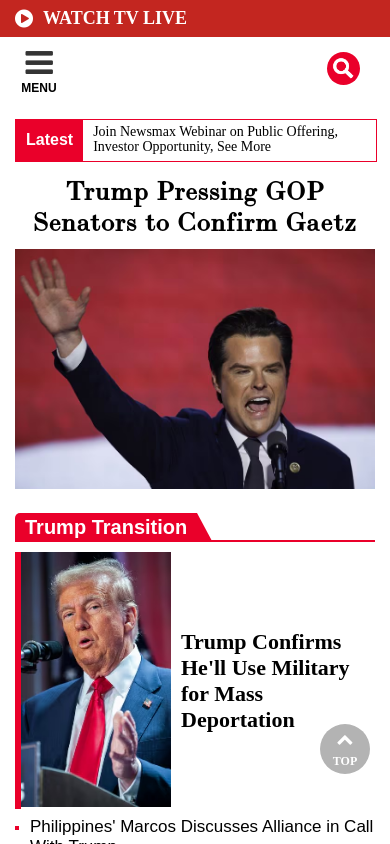 WATCH TV LIVE
MENU
Latest
Join Newsmax Webinar on Public Offering,
Investor Opportunity, See More
Trump Pressing GOP
Senators to Confirm Gaetz
Trump Transition
Trump Confirms
He'll Use Military
for Mass
Deportation
TOP
Philippines' Marcos Discusses Alliance in Call
With Trump